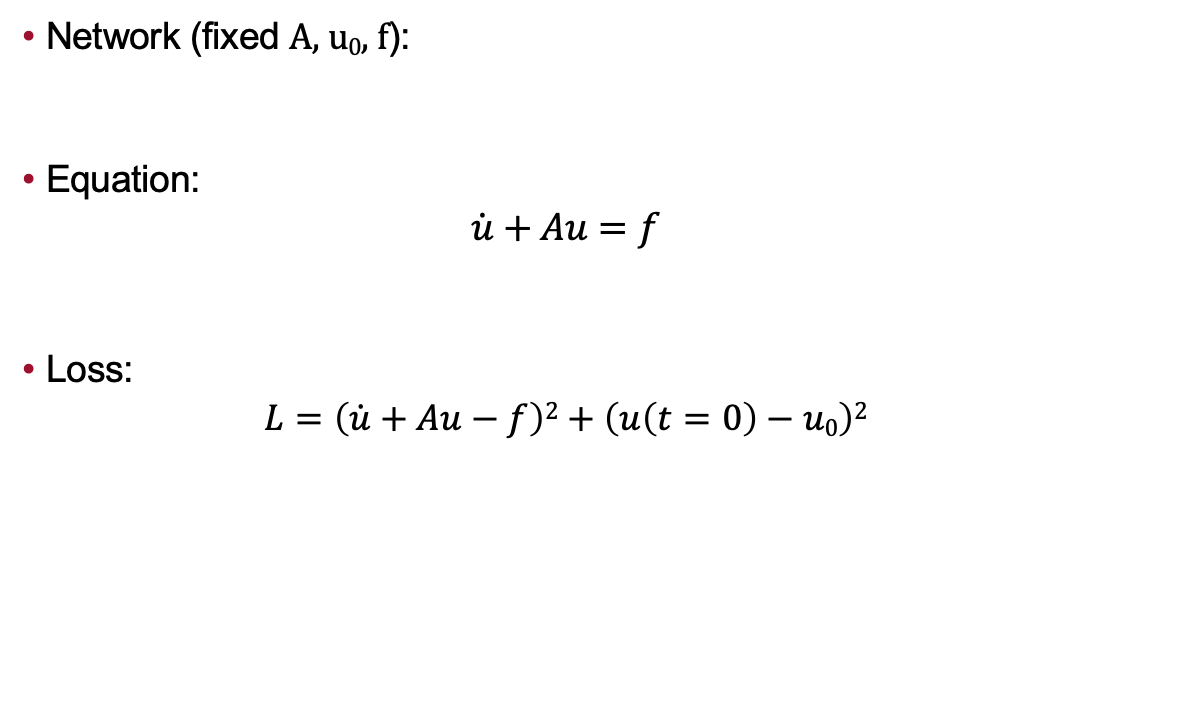 • Network (fixed A, u₀, f):
• Equation:
u̇ + Au = f
• Loss:
L = (u̇ + Au − f)² + (u(t = 0) − u₀)²